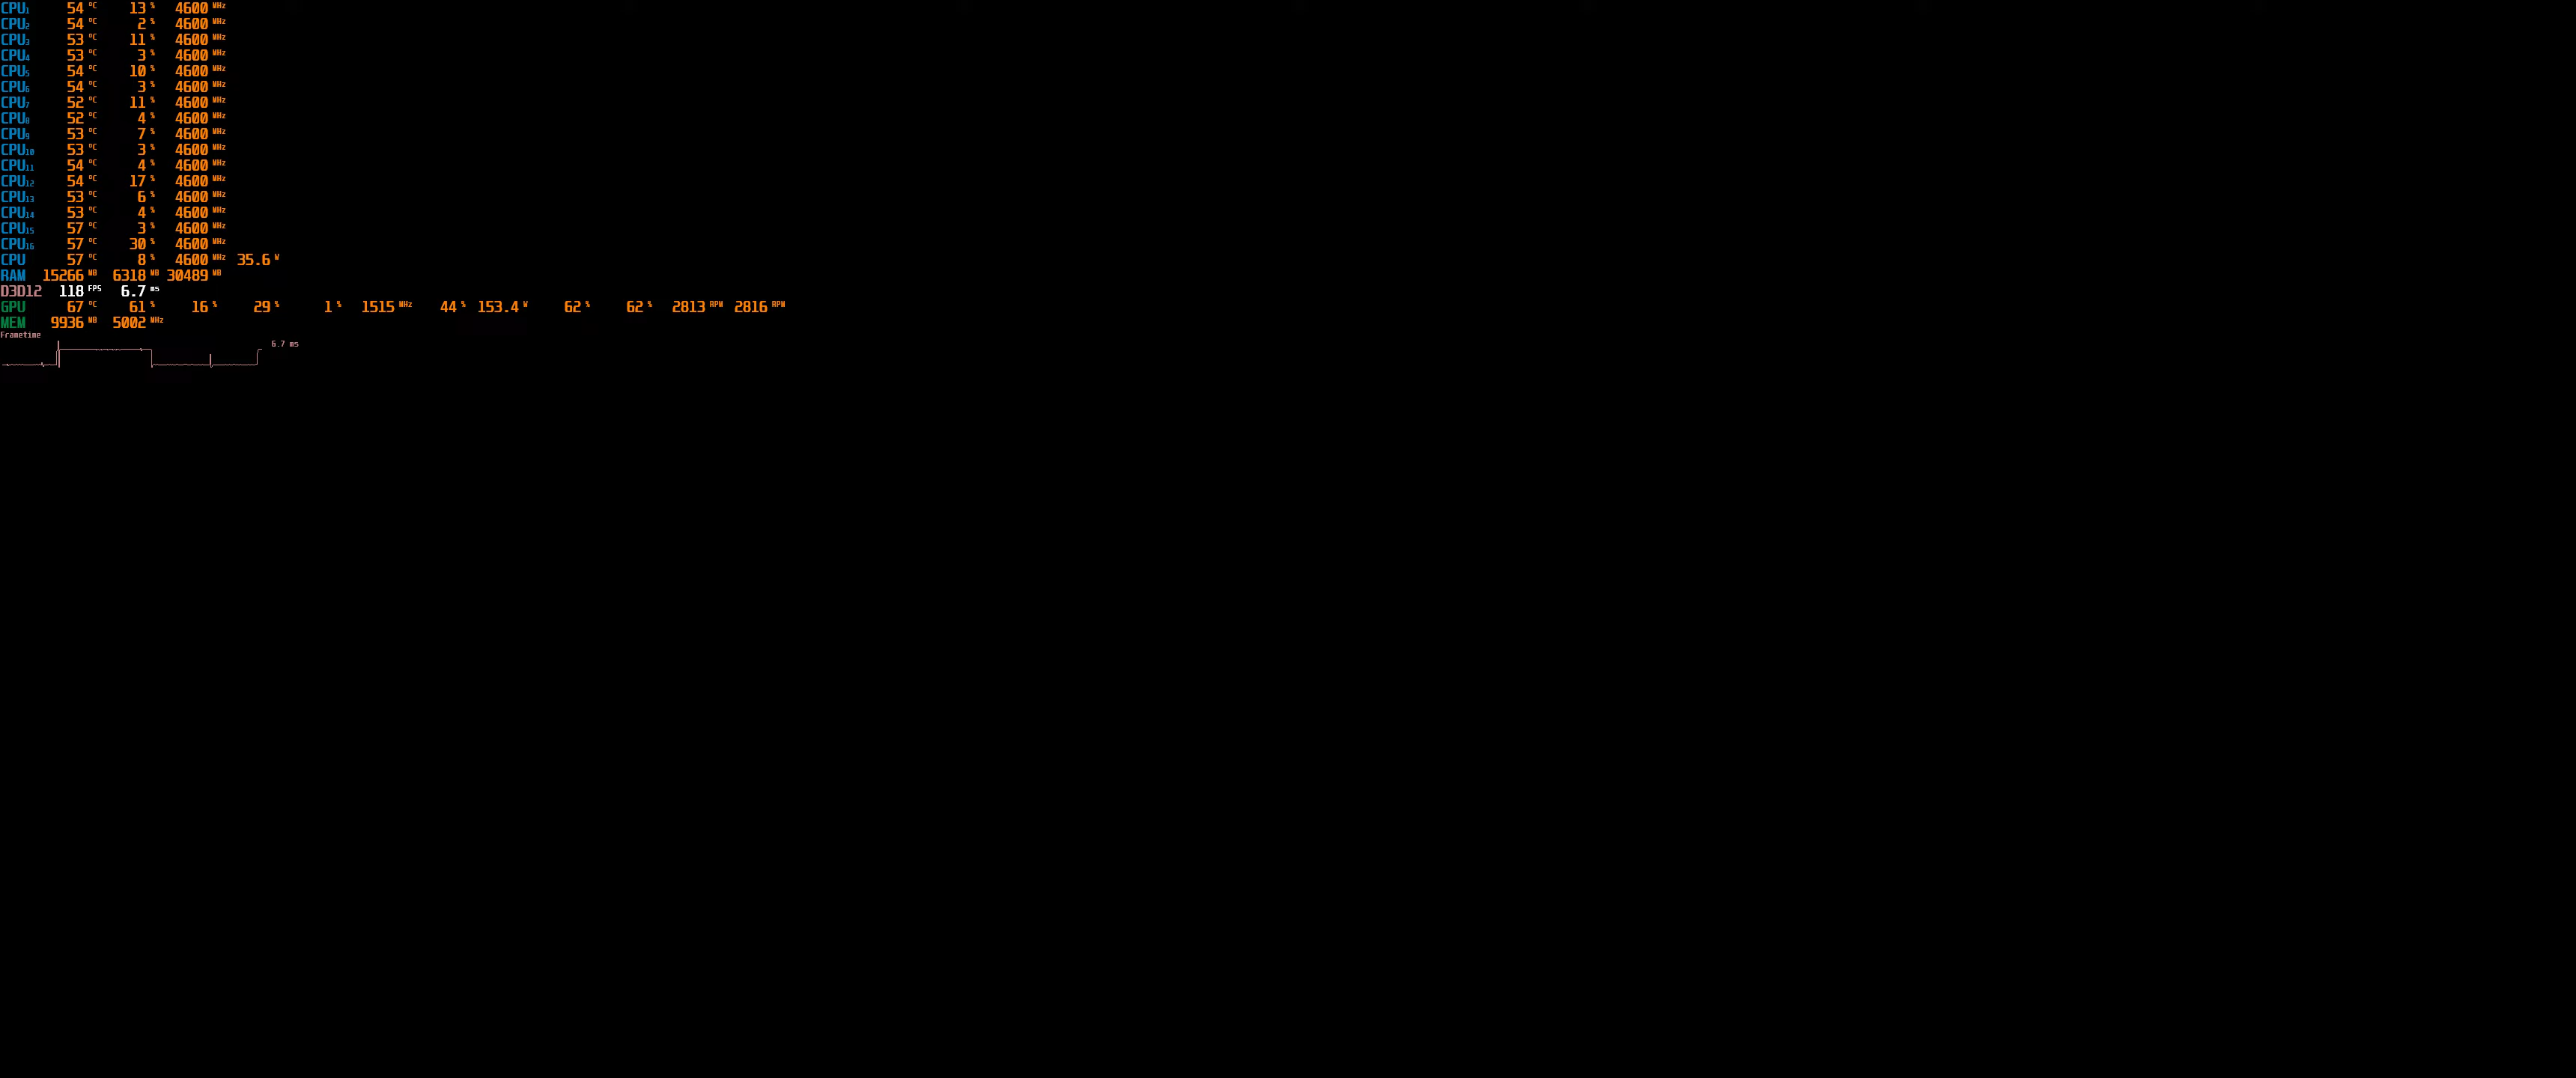 CPU1 54 °C 13 % 4600 MHz
CPU2 54 °C 2 % 4600 MHz
CPU3 53 °C 11 % 4600 MHz
CPU4 53 °C 3 % 4600 MHz
CPU5 54 °C 10 % 4600 MHz
CPU6 54 °C 3 % 4600 MHz
CPU7 52 °C 11 % 4600 MHz
CPU8 52 °C 4 % 4600 MHz
CPU9 53 °C 7 % 4600 MHz
CPU10 53 °C 3 % 4600 MHz
CPU11 54 °C 4 % 4600 MHz
CPU12 54 °C 17 % 4600 MHz
CPU13 53 °C 6 % 4600 MHz
CPU14 53 °C 4 % 4600 MHz
CPU15 57 °C 3 % 4600 MHz
CPU16 57 °C 30 % 4600 MHz
CPU 57 °C 8 % 4600 MHz 35.6 W
RAM 15266 MB 6318 MB 30489 MB
D3D12 118 FPS 6.7 ms
GPU 67 °C 61 % 16 % 29 % 1 % 1515 MHz 44 % 153.4 W 62 % 62 % 2813 RPM 2816 RPM
MEM 9936 MB 5002 MHz
Frametime
6.7 ms